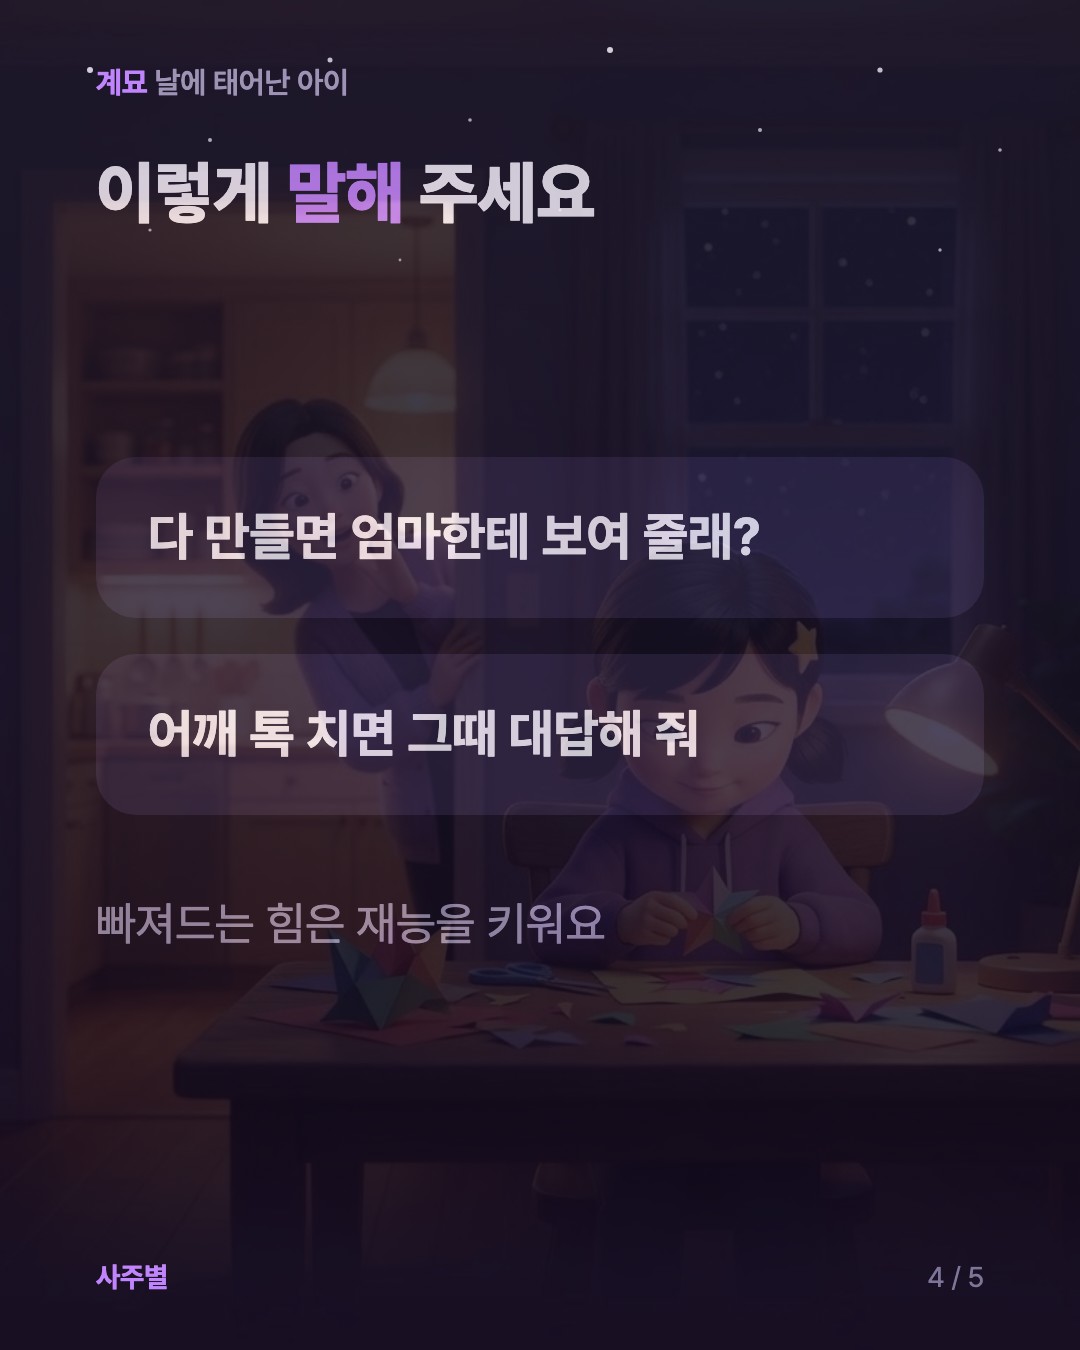 계묘 날에 태어난 아이
이렇게 말해 주세요
다 만들면 엄마한테 보여 줄래?
어깨 톡 치면 그때 대답해 줘
빠져드는 힘은 재능을 키워요
사주별
4 / 5